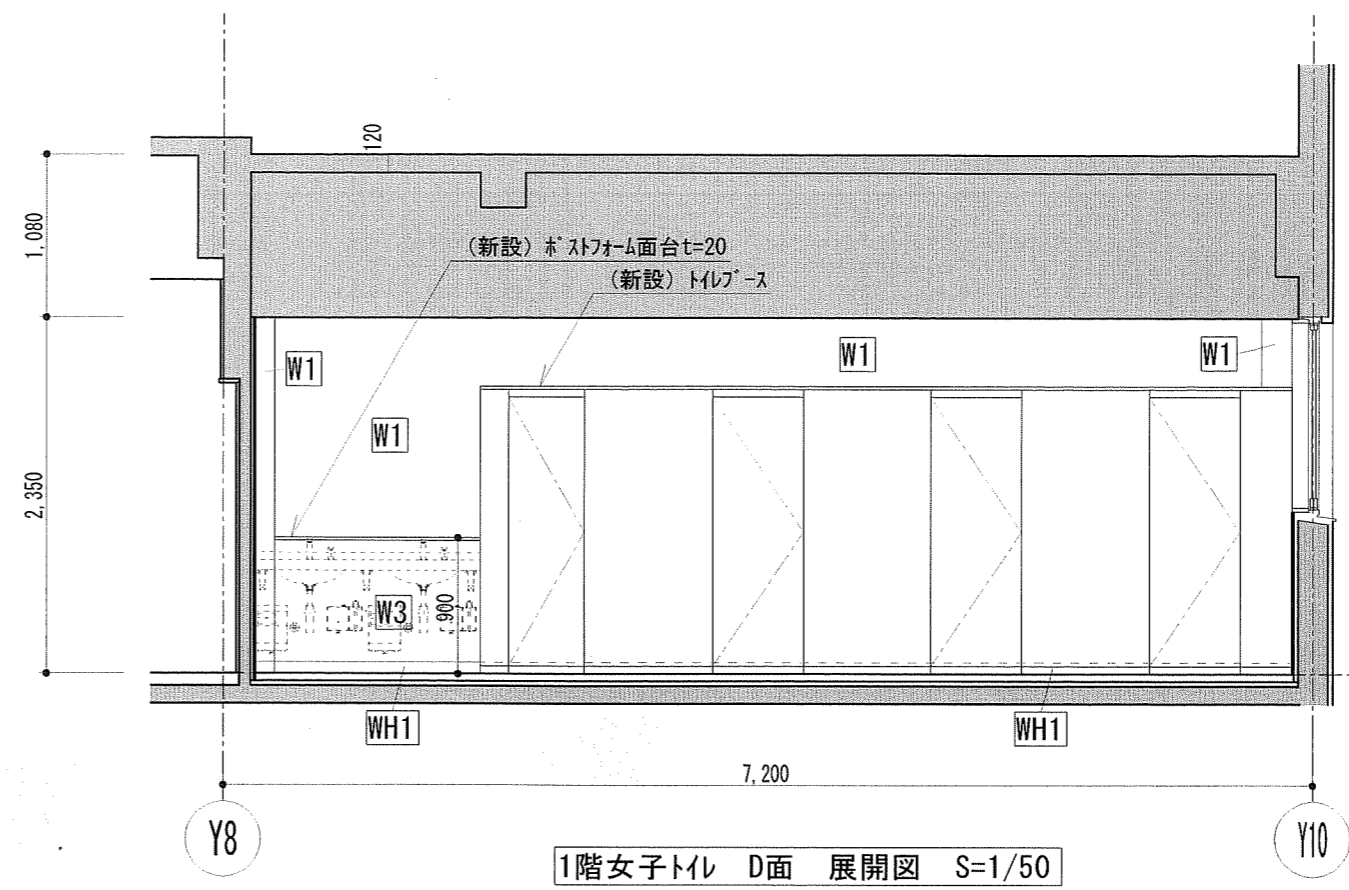 120
1,080
(新設) ポストフォーム面台t=20
(新設) トイレブース
W1
W1
W1
W1
2,350
W3
900
WH1
WH1
7,200
Y8
Y10
1階女子トイレ D面 展開図 S=1/50